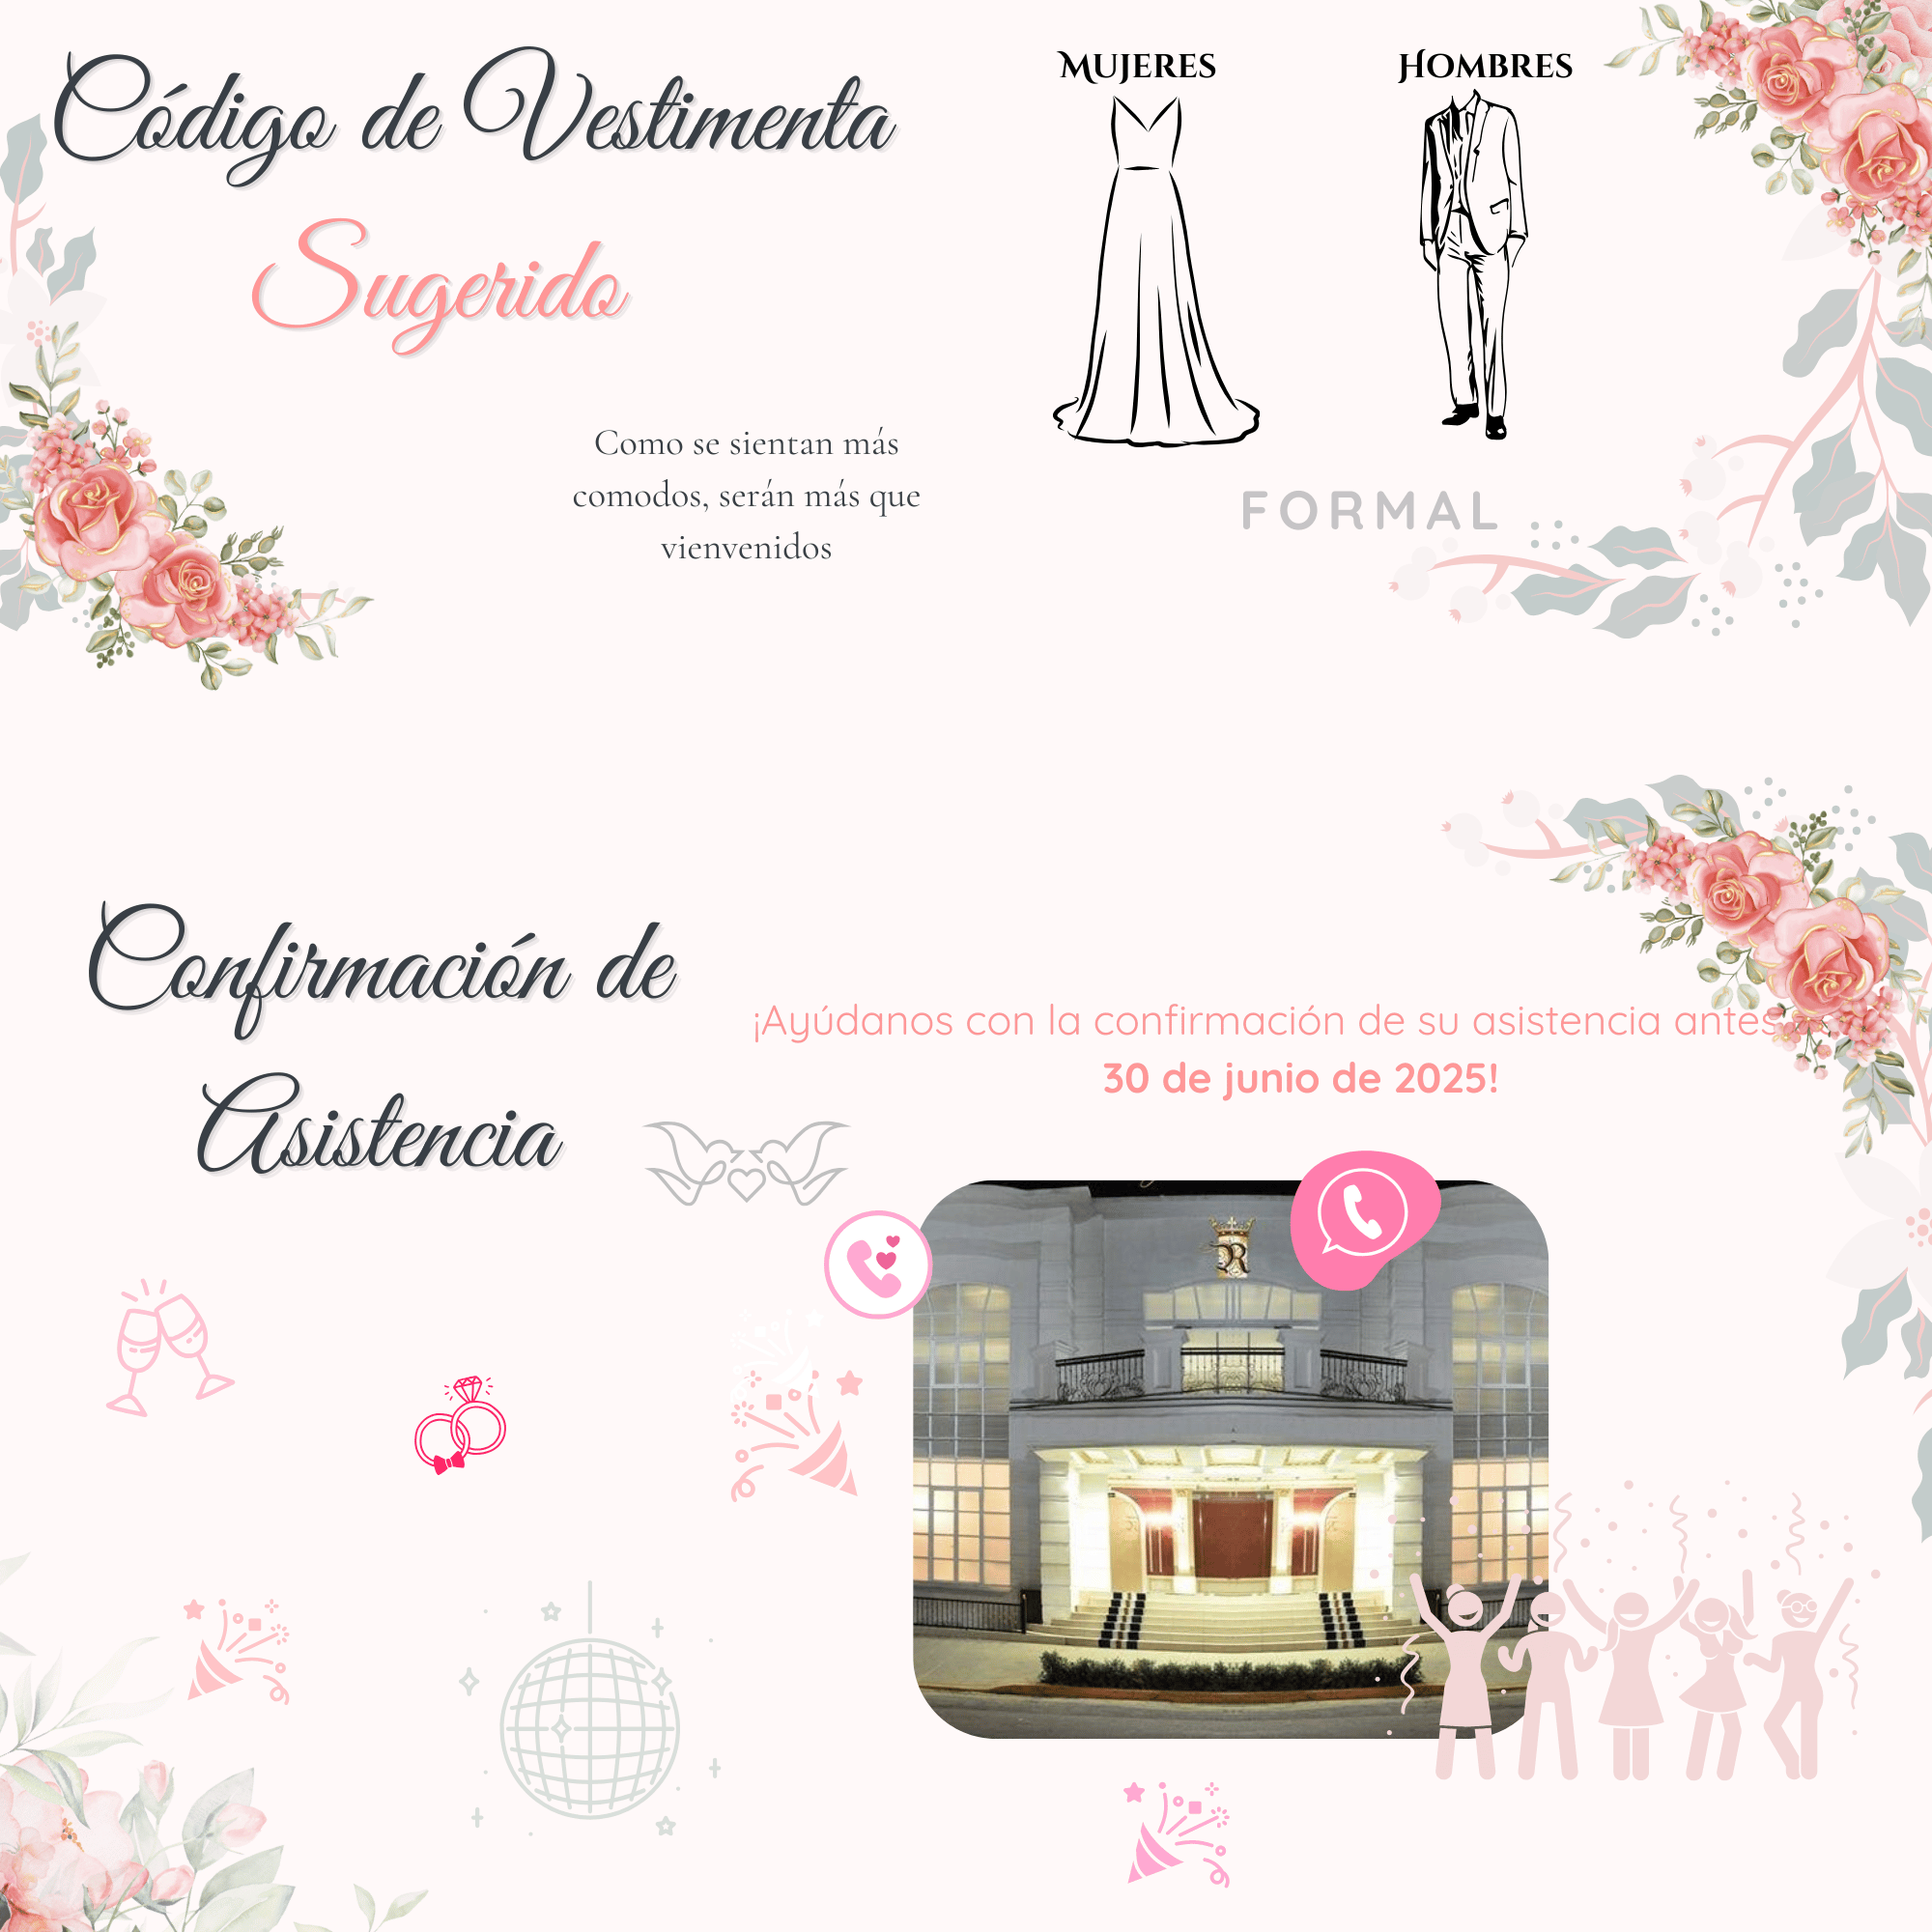 Código de Vestimenta
Sugerido
Como se sientan más
comodos, serán más que
vienvenidos
MUJERES
HOMBRES
FORMAL
Confirmación de
Asistencia
¡Ayúdanos con la confirmación de su asistencia antes
30 de junio de 2025!
R